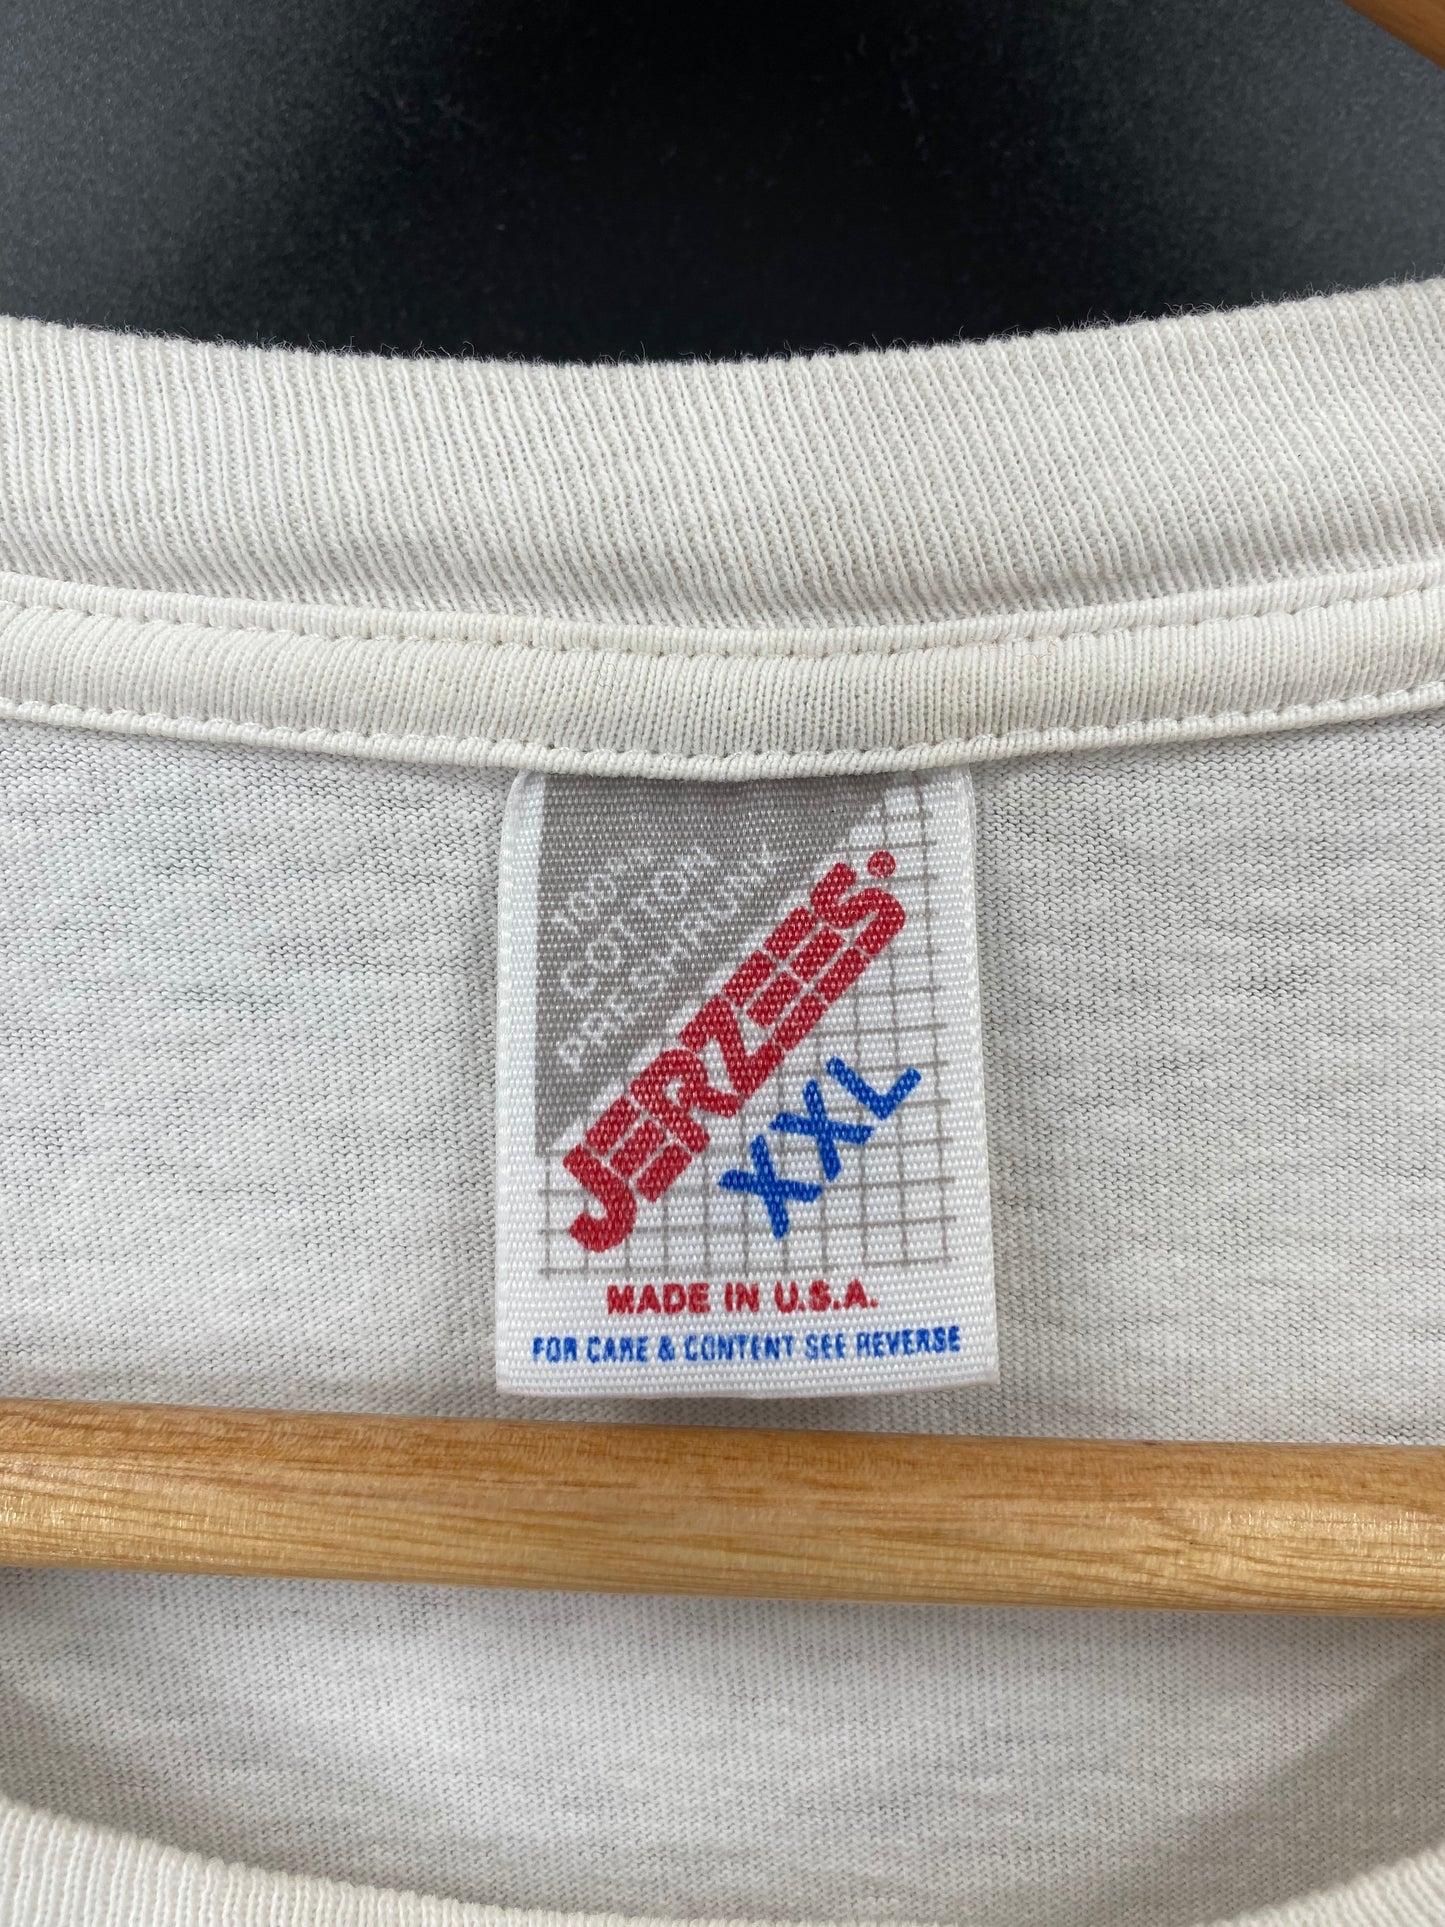 100%
COTTON
PRESHRUNK
JERZEES®
XXL
MADE IN U.S.A.
FOR CARE & CONTENT SEE REVERSE